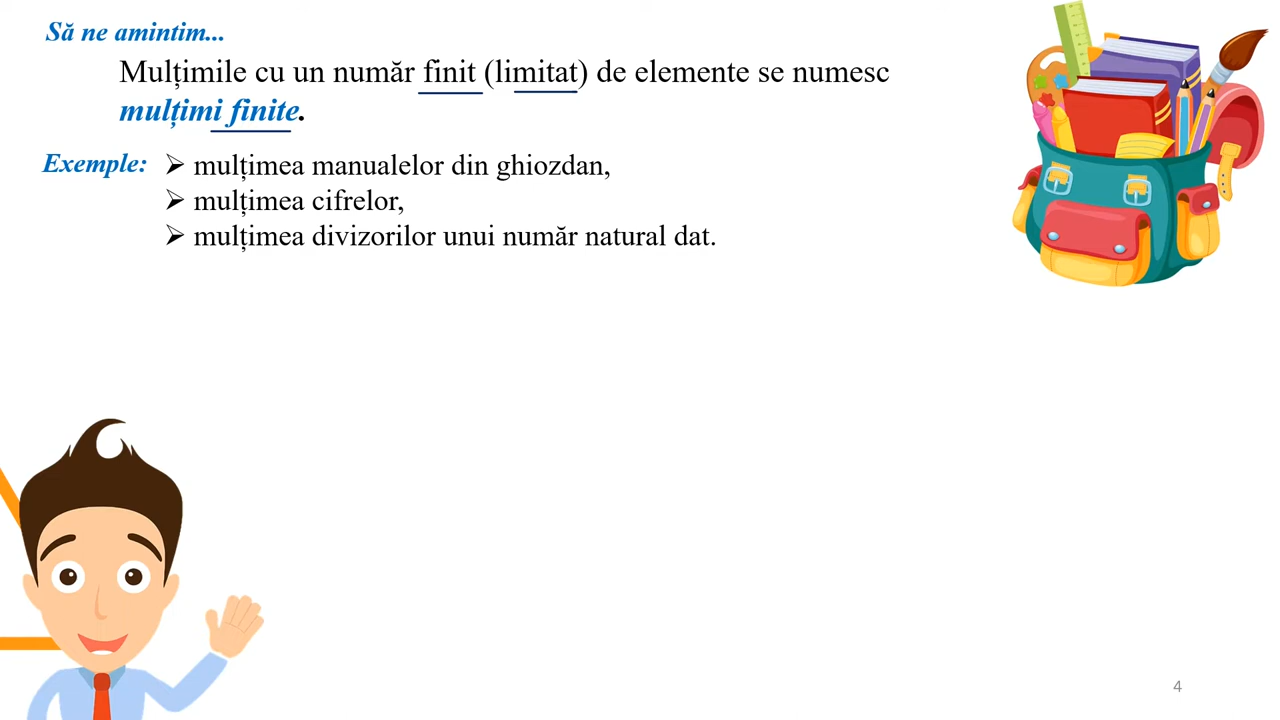 Să ne amintim...
Mulțimile cu un număr finit (limitat) de elemente se numesc
mulțimi finite.
Exemple: ➢ mulțimea manualelor din ghiozdan,
➢ mulțimea cifrelor,
➢ mulțimea divizorilor unui număr natural dat.
4